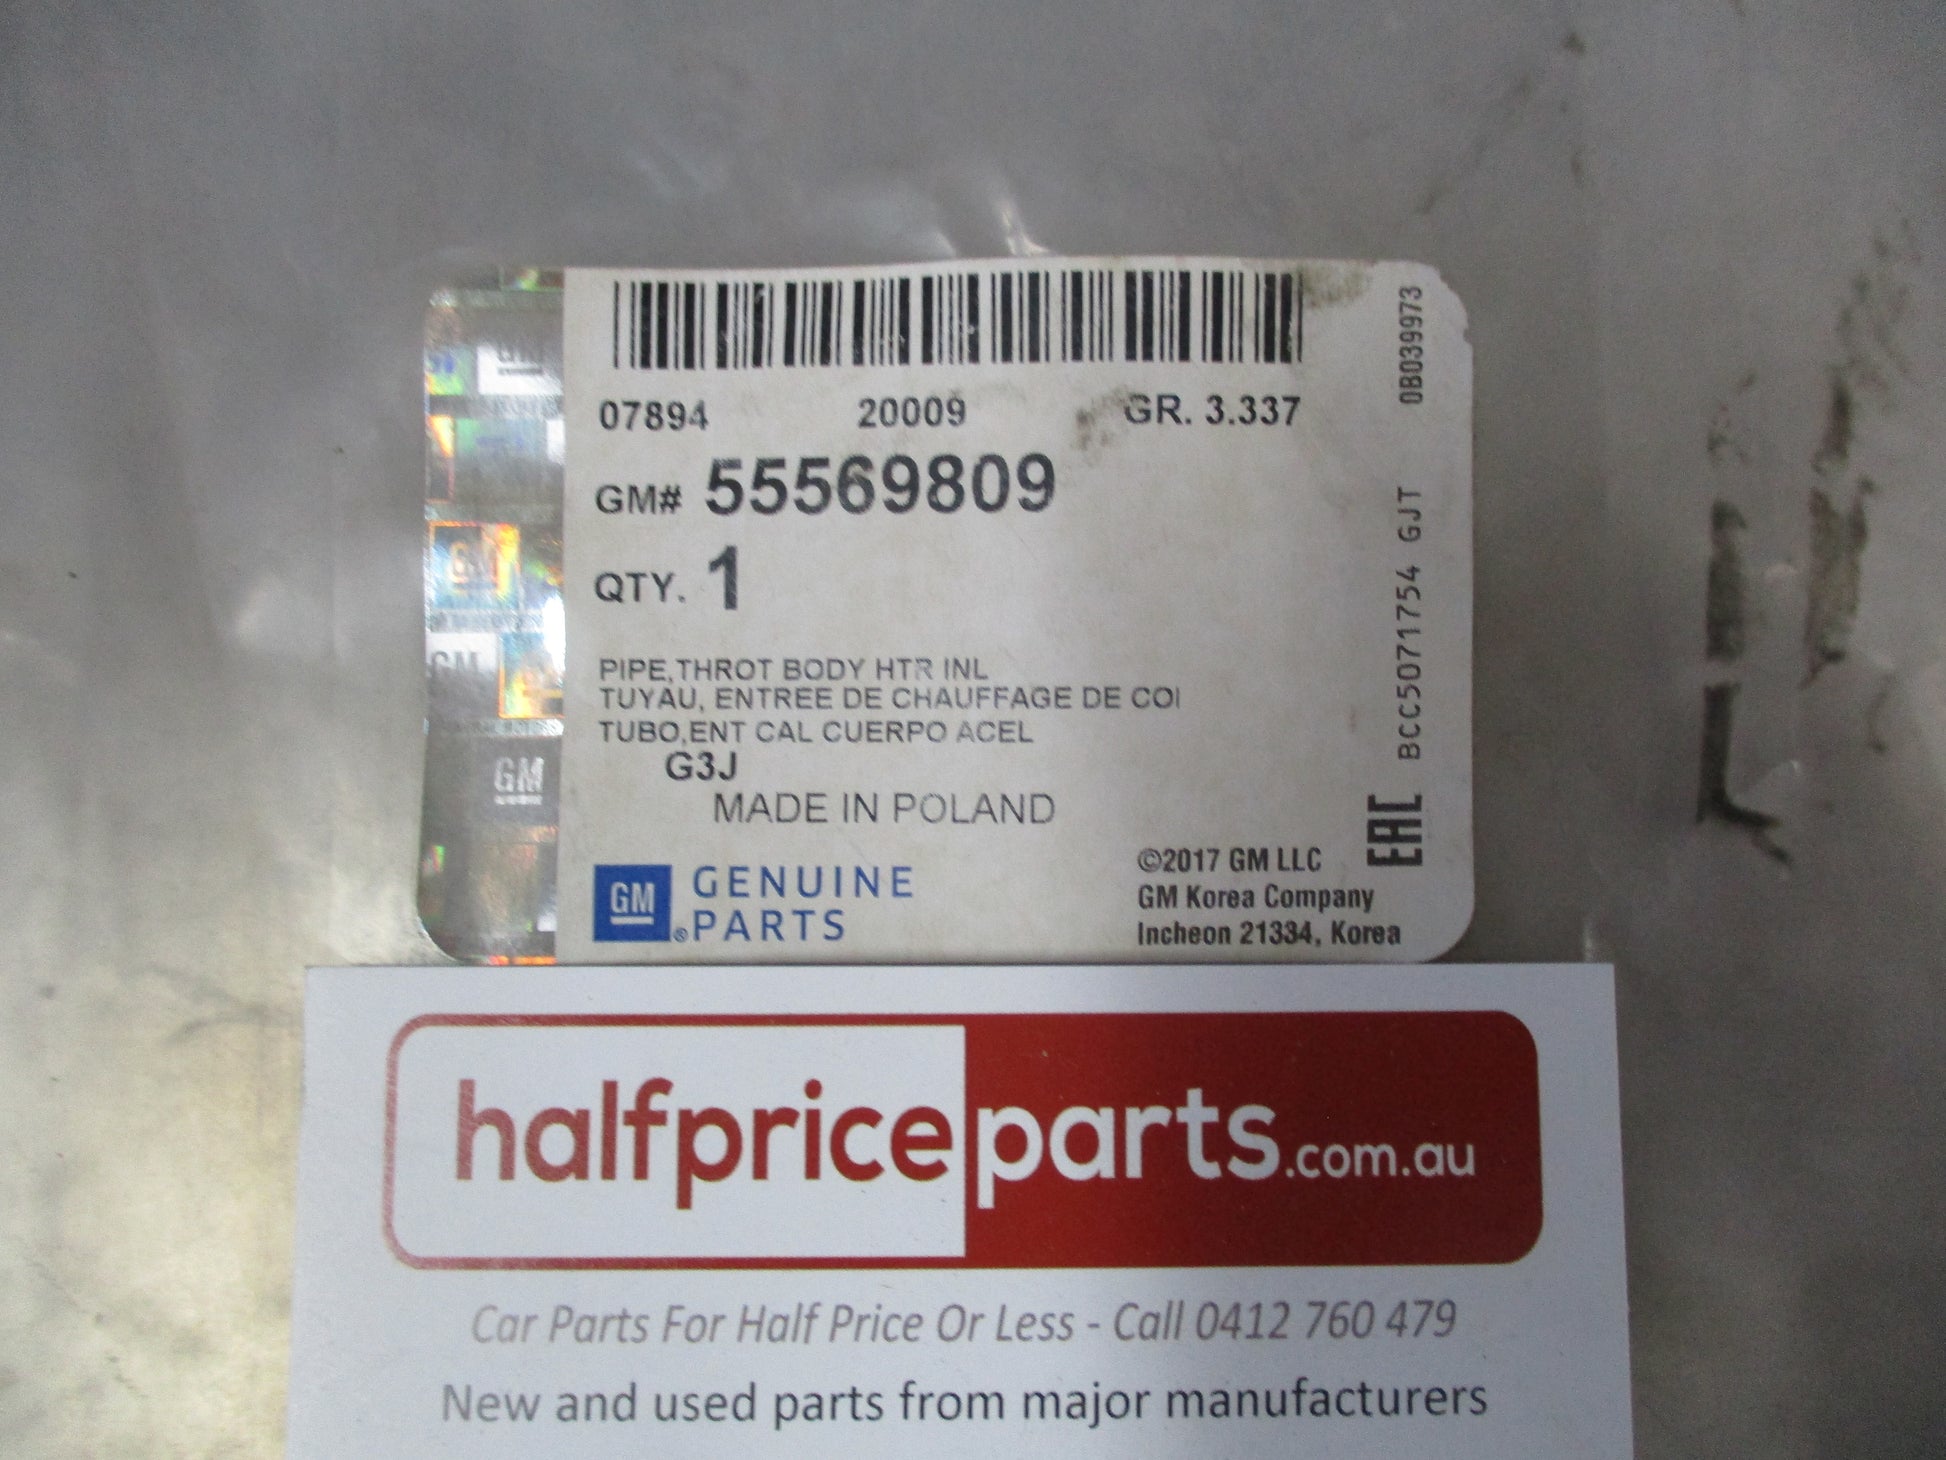 07894 20009 GR. 3.337
GM# 55569809
QTY. 1
PIPE,THROT BODY HTR INL
TUYAU, ENTREE DE CHAUFFAGE DE COI
TUBO,ENT CAL CUERPO ACEL
G3J
MADE IN POLAND
GM GENUINE
®PARTS
©2017 GM LLC
GM Korea Company
Incheon 21334, Korea
EAC BCC5071754 GJT 0B039973
GM
GM
GM
halfpriceparts.com.au
Car Parts For Half Price Or Less - Call 0412 760 479
New and used parts from major manufacturers